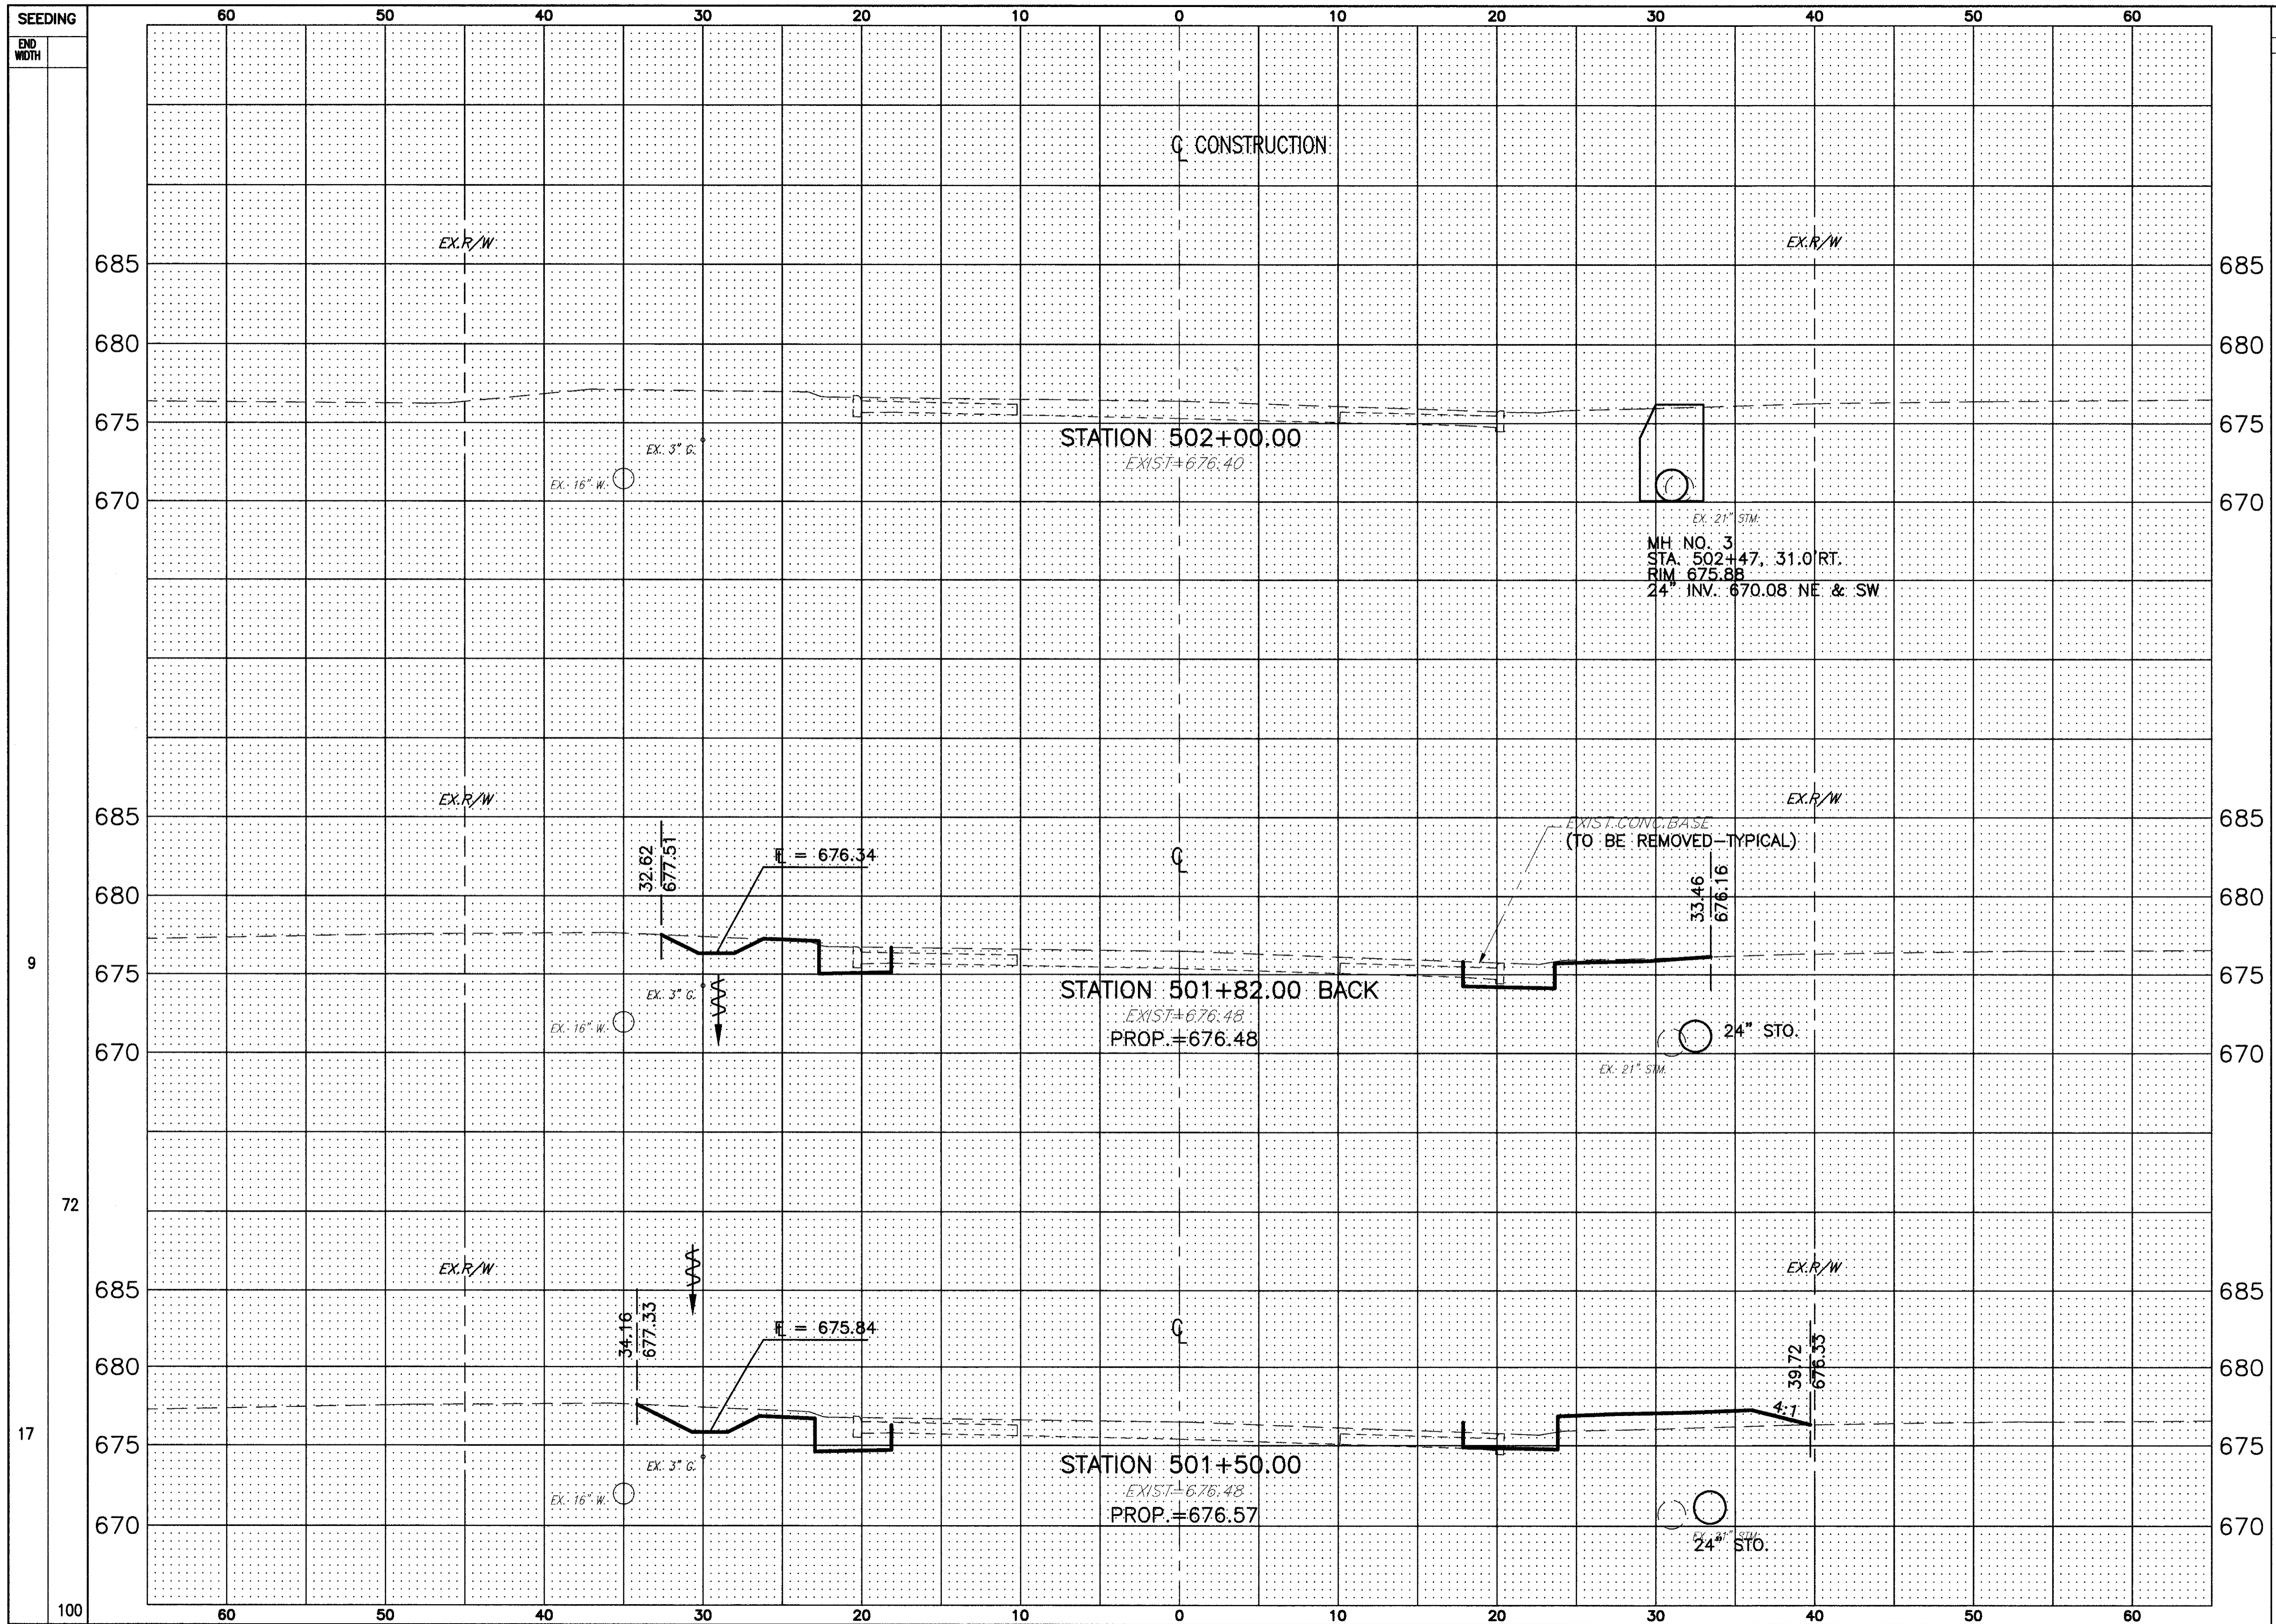 SEEDING
END WIDTH
60 50 40 30 20 10 0 10 20 30 40 50 60
℄ CONSTRUCTION
EX.R/W EX.R/W
685 685
680 680
675 675
STATION 502+00.00
EX. 3" G.
EXIST=676.40
EX. 16" W.
670 670
EX. 21" STM.
MH NO. 3
STA. 502+47, 31.0'RT.
RIM 675.88
24" INV. 670.08 NE & SW
EX.R/W EX.R/W
685 685
EXIST.CONC.BASE
(TO BE REMOVED-TYPICAL)
32.62
677.51
FL = 676.34
℄
33.46
676.16
680 680
9
675 675
STATION 501+82.00 BACK
EX. 3" G.
EXIST=676.48
EX. 16" W.
PROP.=676.48
24" STO.
670 670
EX. 21" STM.
72
EX.R/W EX.R/W
685 685
34.16
677.33
FL = 675.84
℄
39.72
676.33
680 680
4:1
17
675 675
STATION 501+50.00
EX. 3" G.
EXIST=676.48
EX. 16" W.
PROP.=676.57
670 670
EX. 21" STM.
24" STO.
100
60 50 40 30 20 10 0 10 20 30 40 50 60